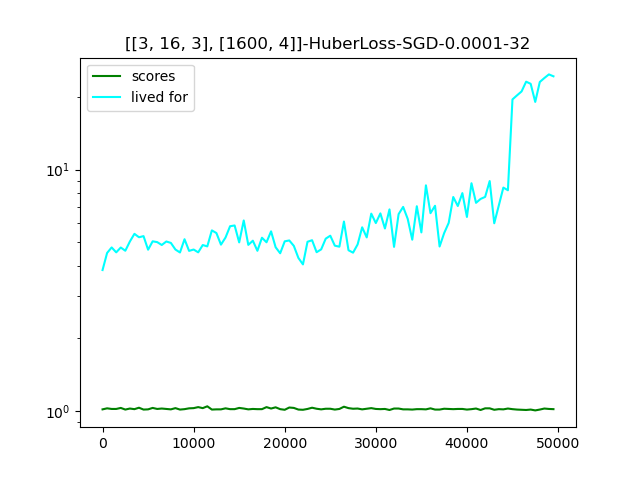 [[3, 16, 3], [1600, 4]]-HuberLoss-SGD-0.0001-32
scores
lived for
10¹
10⁰
0 10000 20000 30000 40000 50000